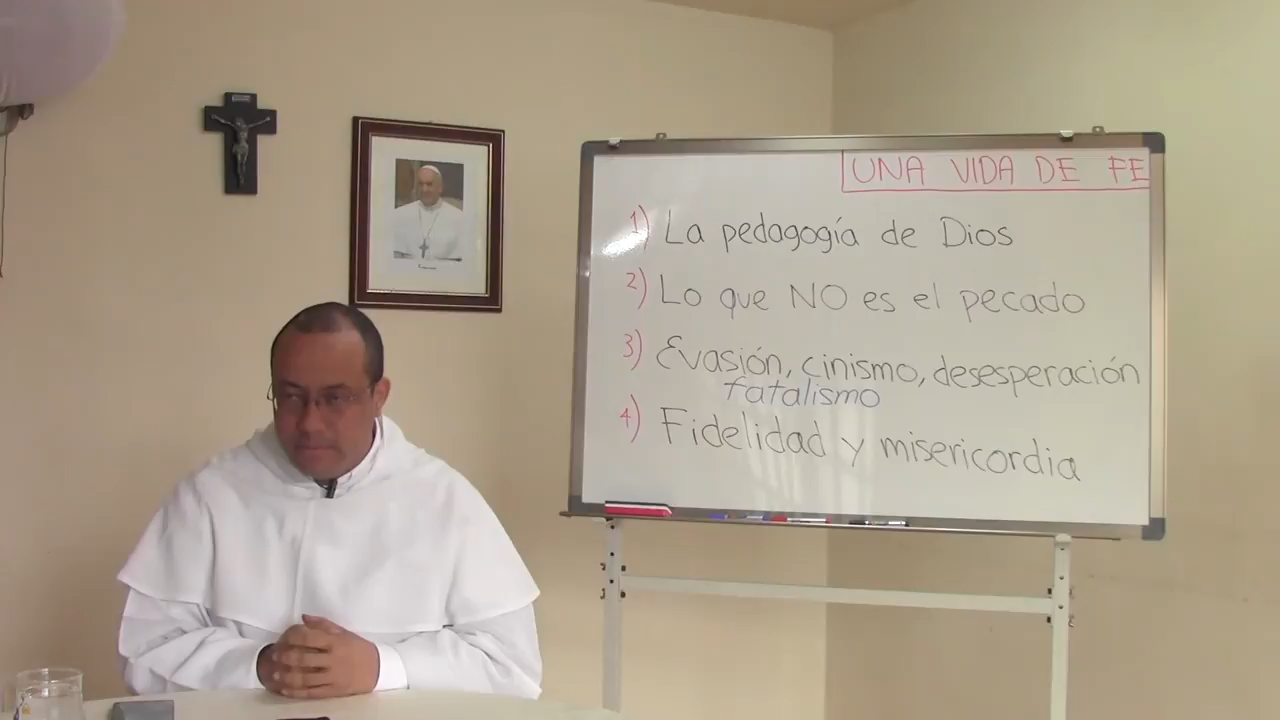 UNA VIDA DE FE
1) La pedagogía de Dios
2) Lo que NO es el pecado
3) Evasión, cinismo, desesperación
fatalismo
4) Fidelidad y misericordia